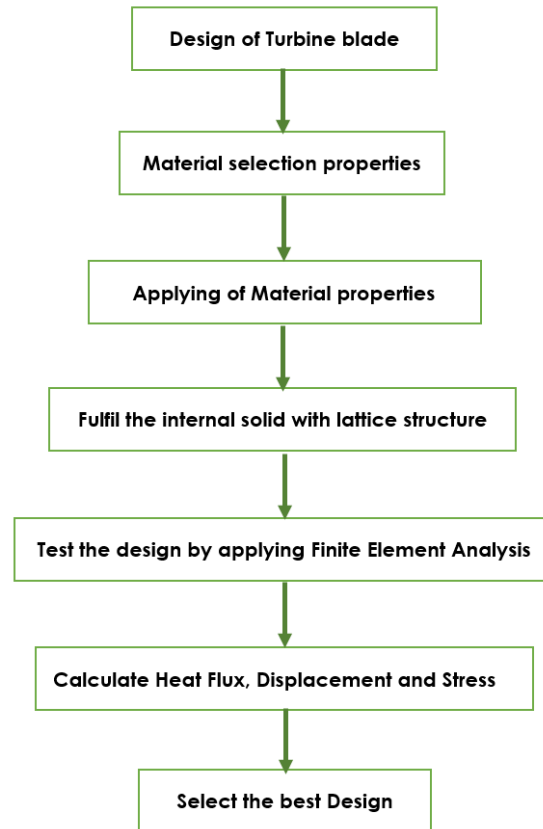 Design of Turbine blade
Material selection properties
Applying of Material properties
Fulfil the internal solid with lattice structure
Test the design by applying Finite Element Analysis
Calculate Heat Flux, Displacement and Stress
Select the best Design